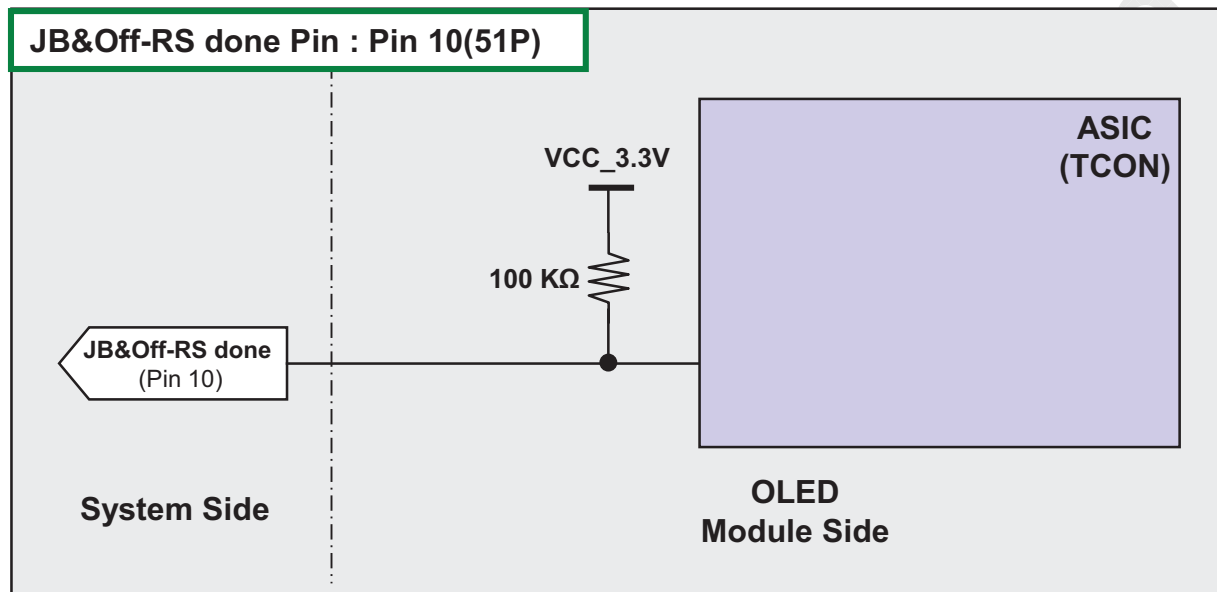 JB&Off-RS done Pin : Pin 10(51P)
ASIC
(TCON)
VCC_3.3V
100 KΩ
JB&Off-RS done
(Pin 10)
System Side
OLED
Module Side